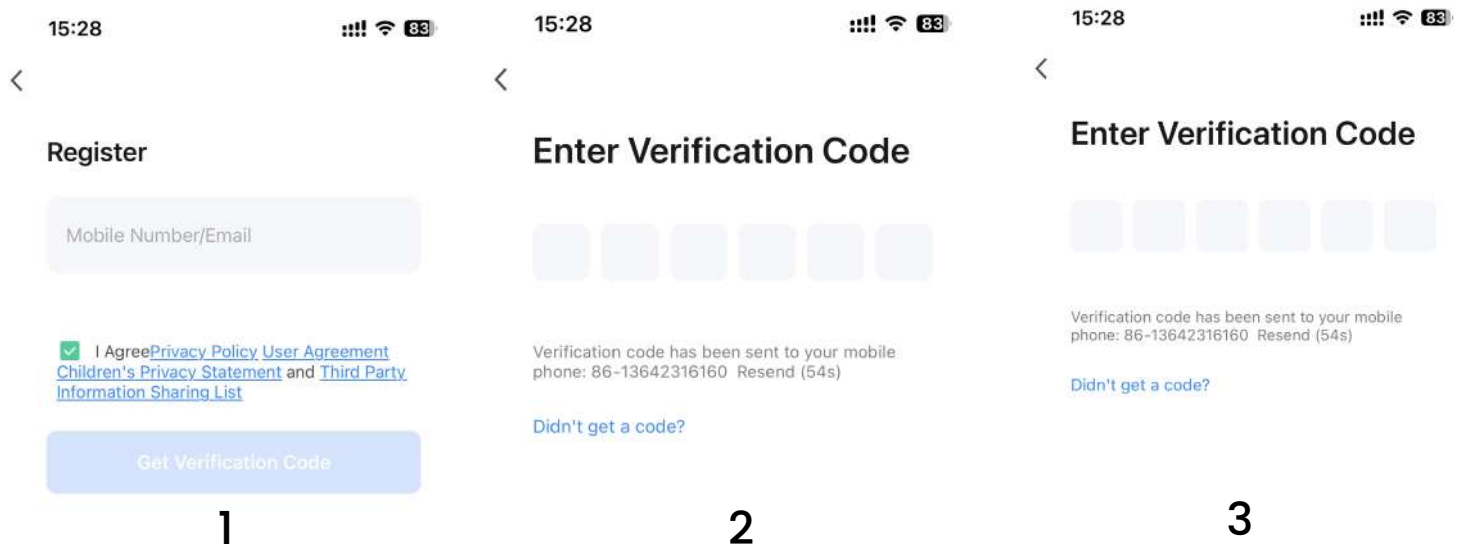 15:28
83
Register
Mobile Number/Email
I AgreePrivacy Policy User Agreement
Children's Privacy Statement and Third Party
Information Sharing List
Get Verification Code
1
15:28
83
Enter Verification Code
Verification code has been sent to your mobile
phone: 86-13642316160 Resend (54s)
Didn't get a code?
2
15:28
83
Enter Verification Code
Verification code has been sent to your mobile
phone: 86-13642316160 Resend (54s)
Didn't get a code?
3